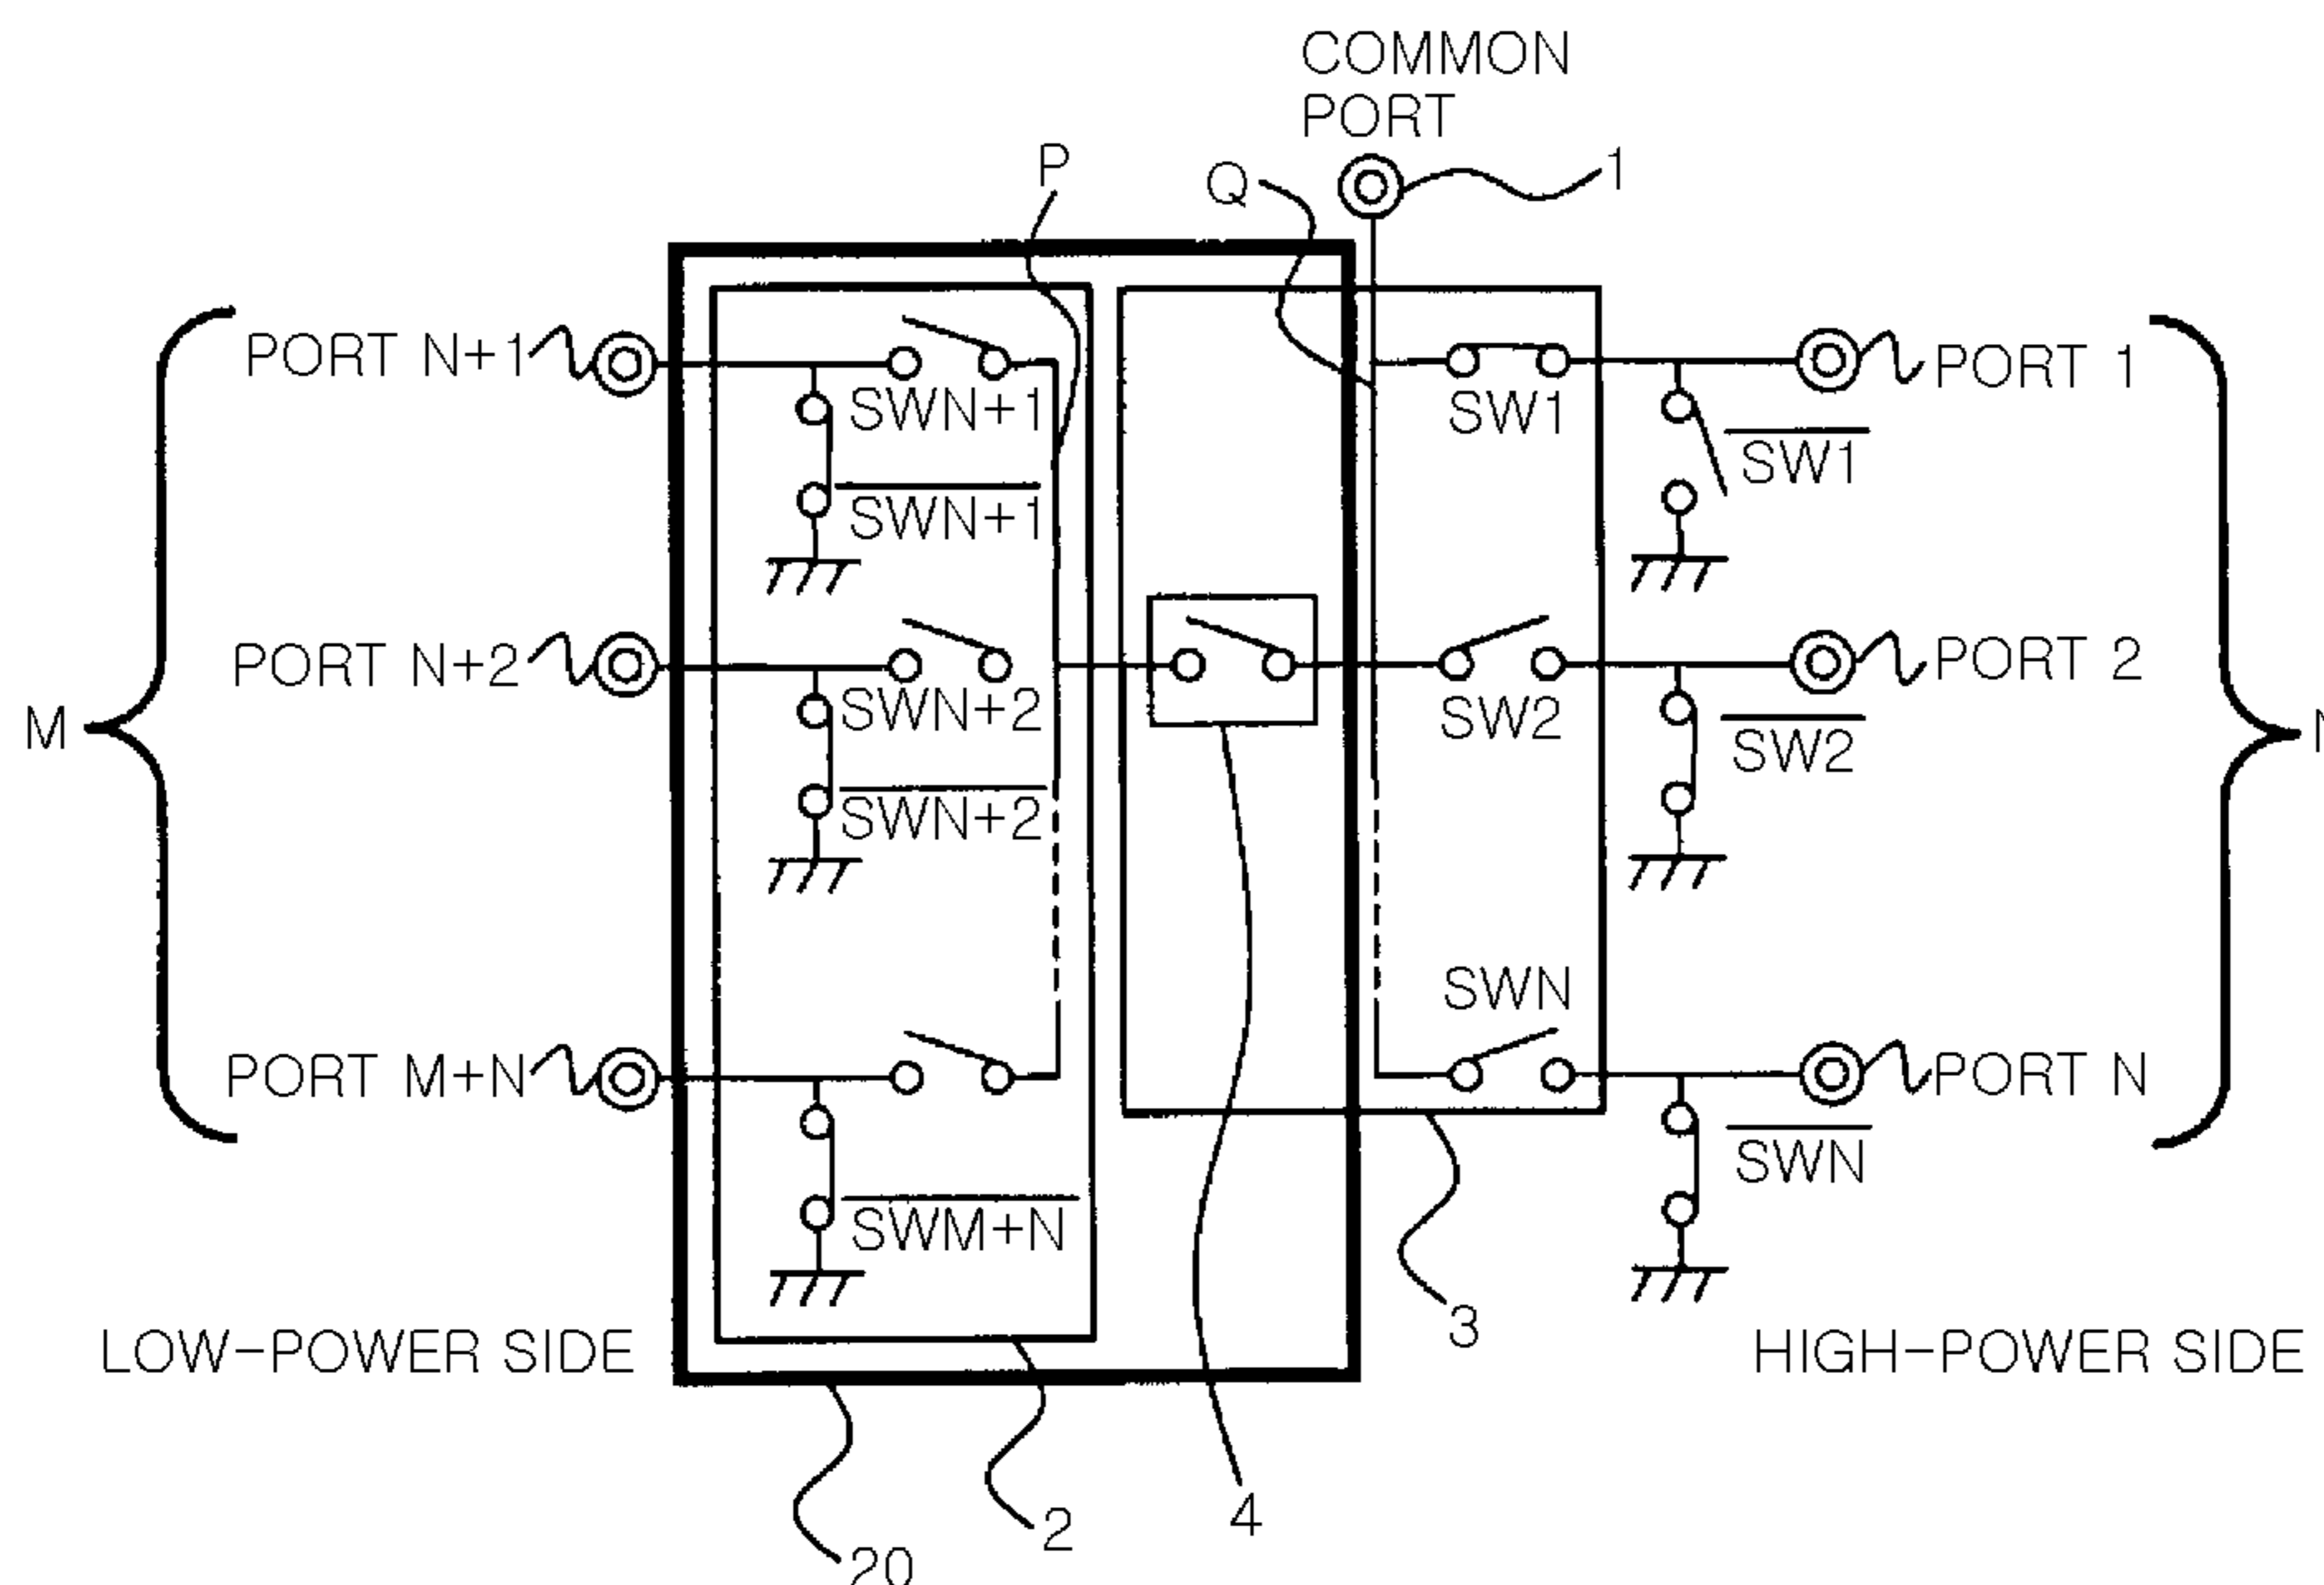 COMMON
PORT
P
Q
1
PORT N+1
SWN+1
SW1
PORT 1
SWN+1
SW1
PORT N+2
SWN+2
SW2
PORT 2
M
SW2
SWN+2
SWN
PORT M+N
PORT N
SWN
SWM+N
3
LOW-POWER SIDE
HIGH-POWER SIDE
4
2
20